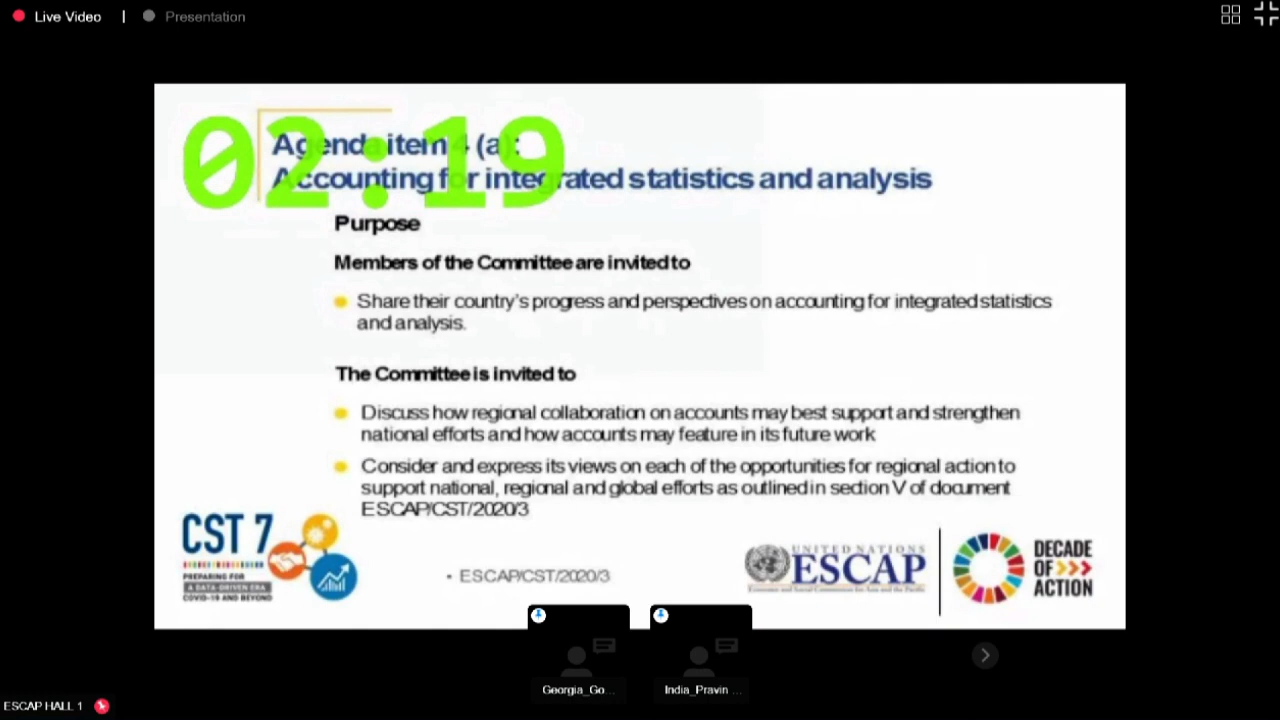 Live Video | Presentation
02:19
Agenda item 4 (a):
Accounting for integrated statistics and analysis
Purpose
Members of the Committee are invited to
Share their country's progress and perspectives on accounting for integrated statistics
and analysis.
The Committee is invited to
Discuss how regional collaboration on accounts may best support and strengthen
national efforts and how accounts may feature in its future work
Consider and express its views on each of the opportunities for regional action to
support national, regional and global efforts as outlined in section V of document
ESCAP/CST/2020/3
CST 7
PREPARING FOR
A DATA-DRIVEN ERA
COVID-19 AND BEYOND
• ESCAP/CST/2020/3
UNITED NATIONS
ESCAP
Economic and Social Commission for Asia and the Pacific
DECADE
OF >>>
ACTION
Georgia_Go...
India_Pravin ...
ESCAP HALL 1